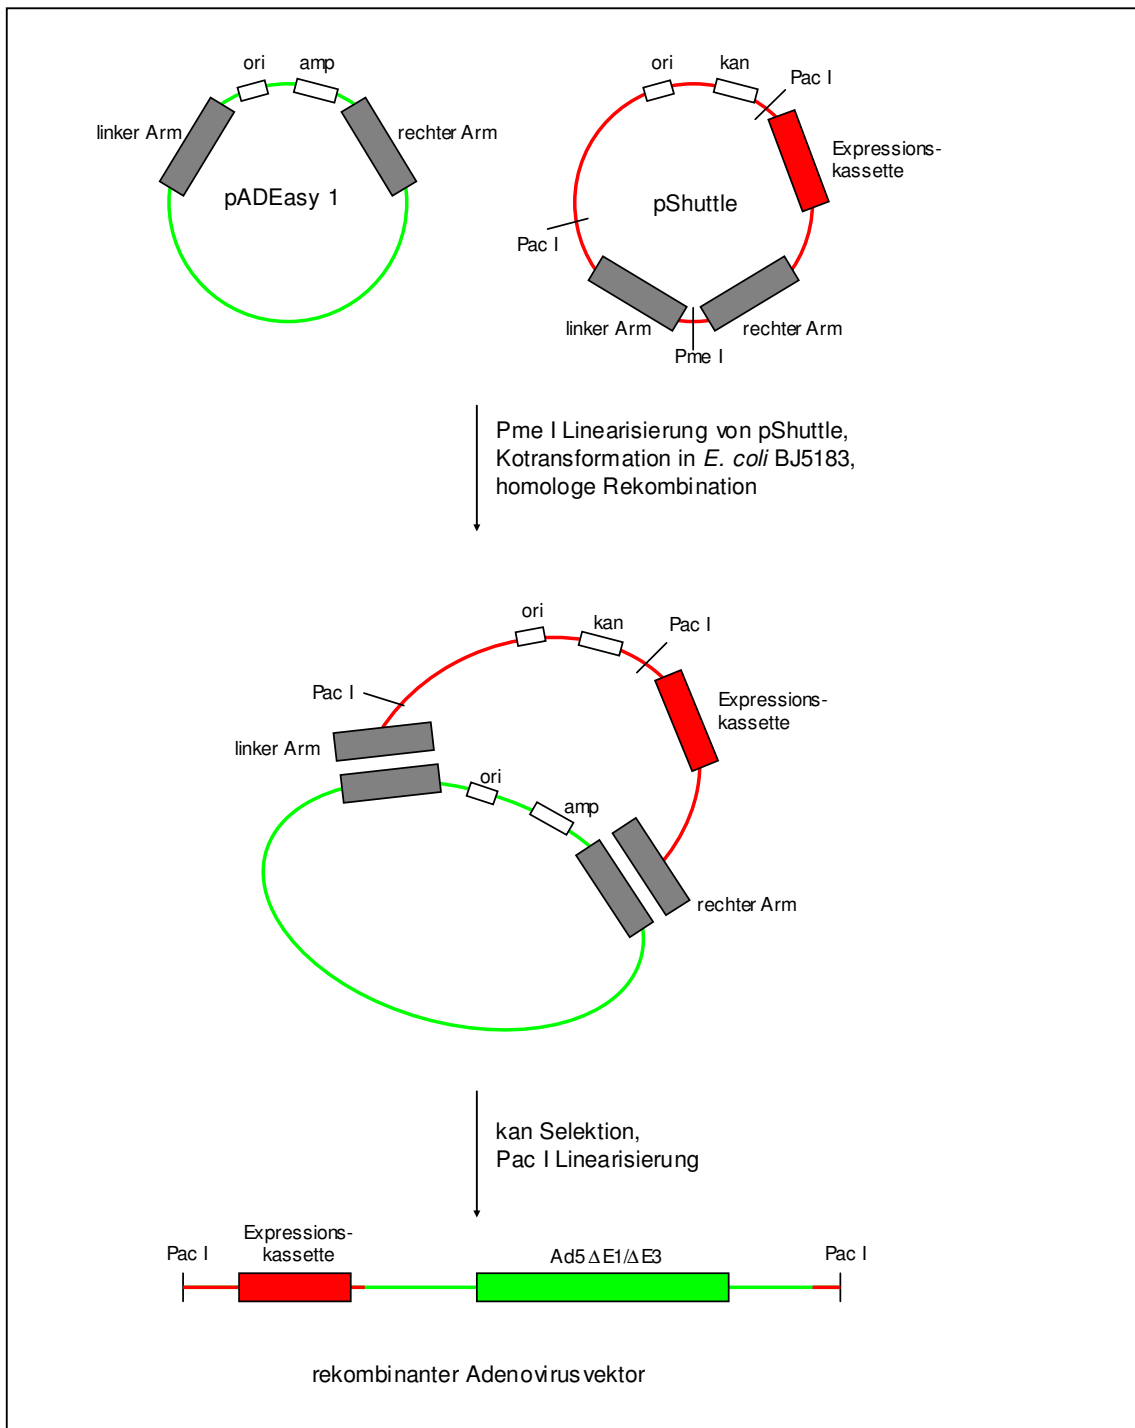 ori
amp
linker Arm
rechter Arm
pADEasy 1
ori
kan
Pac I
Expressions-
kassette
pShuttle
Pac I
linker Arm
rechter Arm
Pme I
Pme I Linearisierung von pShuttle,
Kotransformation in E. coli BJ5183,
homologe Rekombination
ori
kan
Pac I
Pac I
Expressions-
kassette
linker Arm
ori
amp
rechter Arm
kan Selektion,
Pac I Linearisierung
Expressions-
kassette
Pac I
Ad5 ΔE1/ΔE3
Pac I
rekombinanter Adenovirusvektor